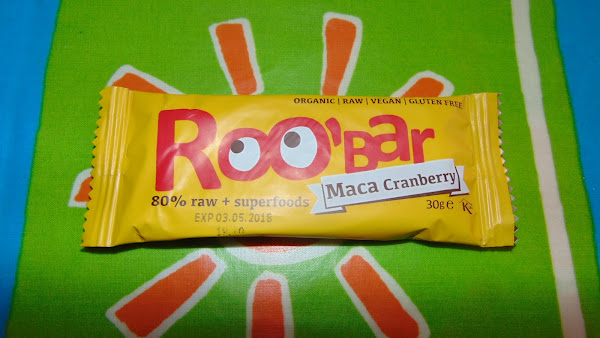 ORGANIC | RAW | VEGAN | GLUTEN FREE
Roo'Bar
Maca Cranberry
80% raw + superfoods
30g e
EXP 03.05.2018